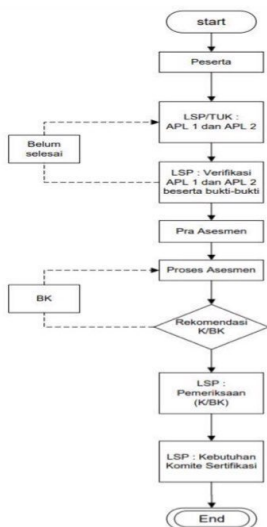 start
Peserta
LSP/TUK :
APL 1 dan APL 2
Belum
selesai
LSP : Verifikasi
APL 1 dan APL 2
beserta bukti-bukti
Pra Asesmen
Proses Asesmen
BK
Rekomendasi
K/BK
LSP :
Pemeriksaan
(K/BK)
LSP : Kebutuhan
Komite Sertifikasi
End